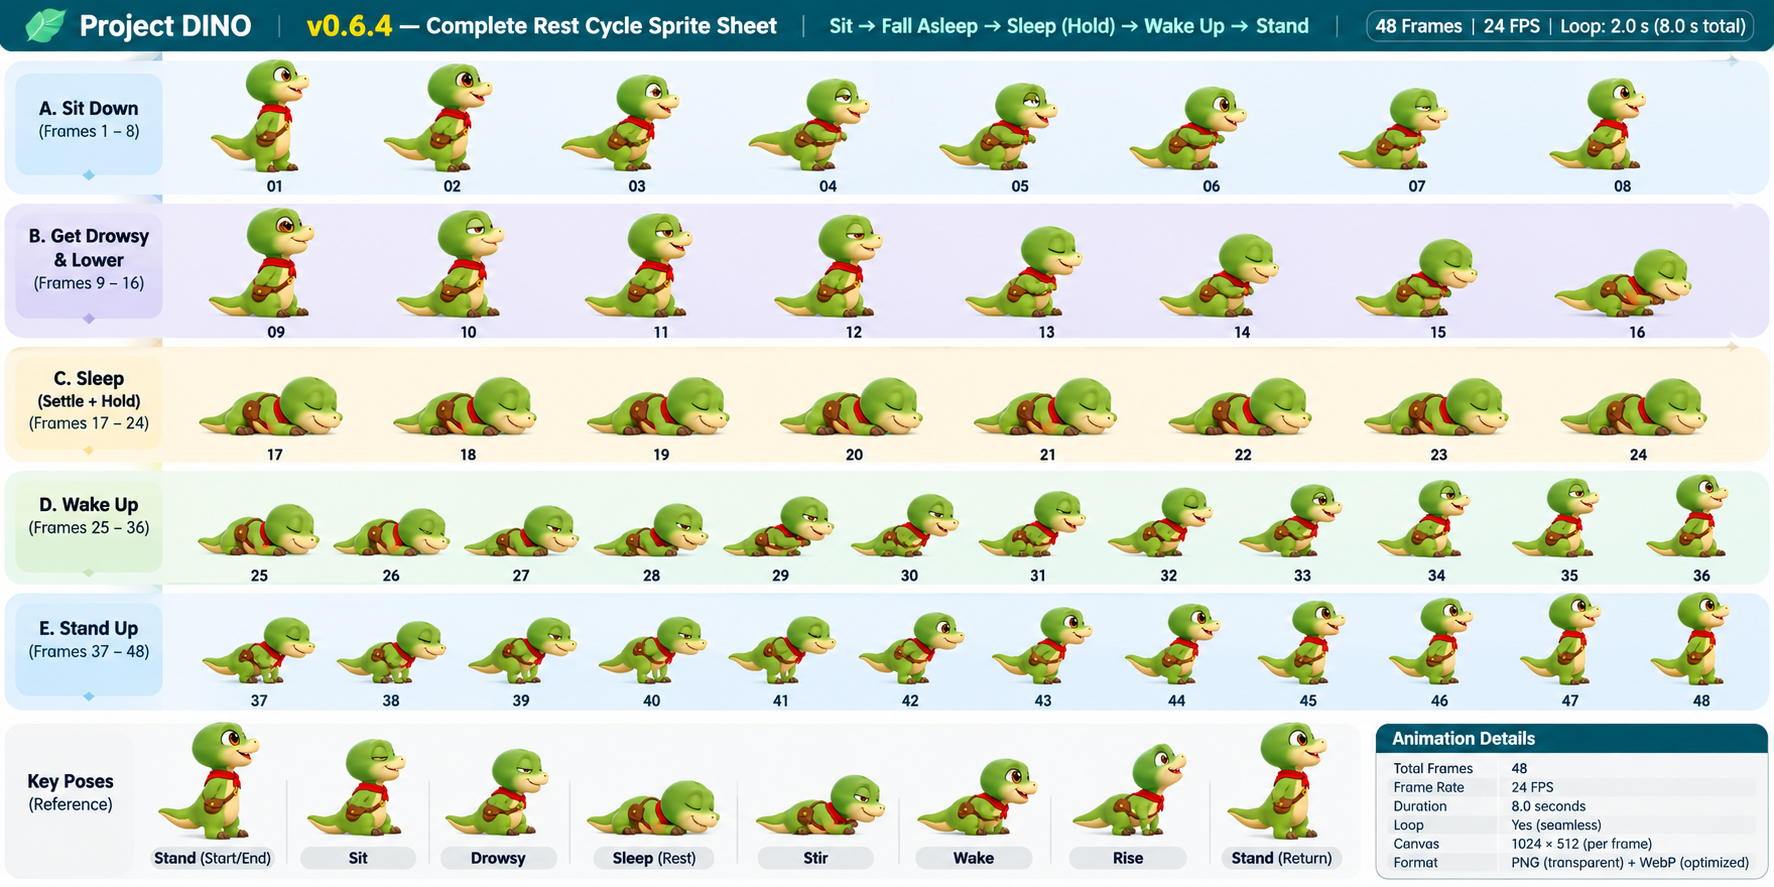 Project DINO
v0.6.4 — Complete Rest Cycle Sprite Sheet
Sit → Fall Asleep → Sleep (Hold) → Wake Up → Stand
48 Frames | 24 FPS | Loop: 2.0 s (8.0 s total)
A. Sit Down
(Frames 1 – 8)
01 02 03 04 05 06 07 08
B. Get Drowsy
& Lower
(Frames 9 – 16)
09 10 11 12 13 14 15 16
C. Sleep
(Settle + Hold)
(Frames 17 – 24)
17 18 19 20 21 22 23 24
D. Wake Up
(Frames 25 – 36)
25 26 27 28 29 30 31 32 33 34 35 36
E. Stand Up
(Frames 37 – 48)
37 38 39 40 41 42 43 44 45 46 47 48
Key Poses
(Reference)
Stand (Start/End)
Sit
Drowsy
Sleep (Rest)
Stir
Wake
Rise
Stand (Return)
Animation Details
Total Frames 48
Frame Rate 24 FPS
Duration 8.0 seconds
Loop Yes (seamless)
Canvas 1024 × 512 (per frame)
Format PNG (transparent) + WebP (optimized)